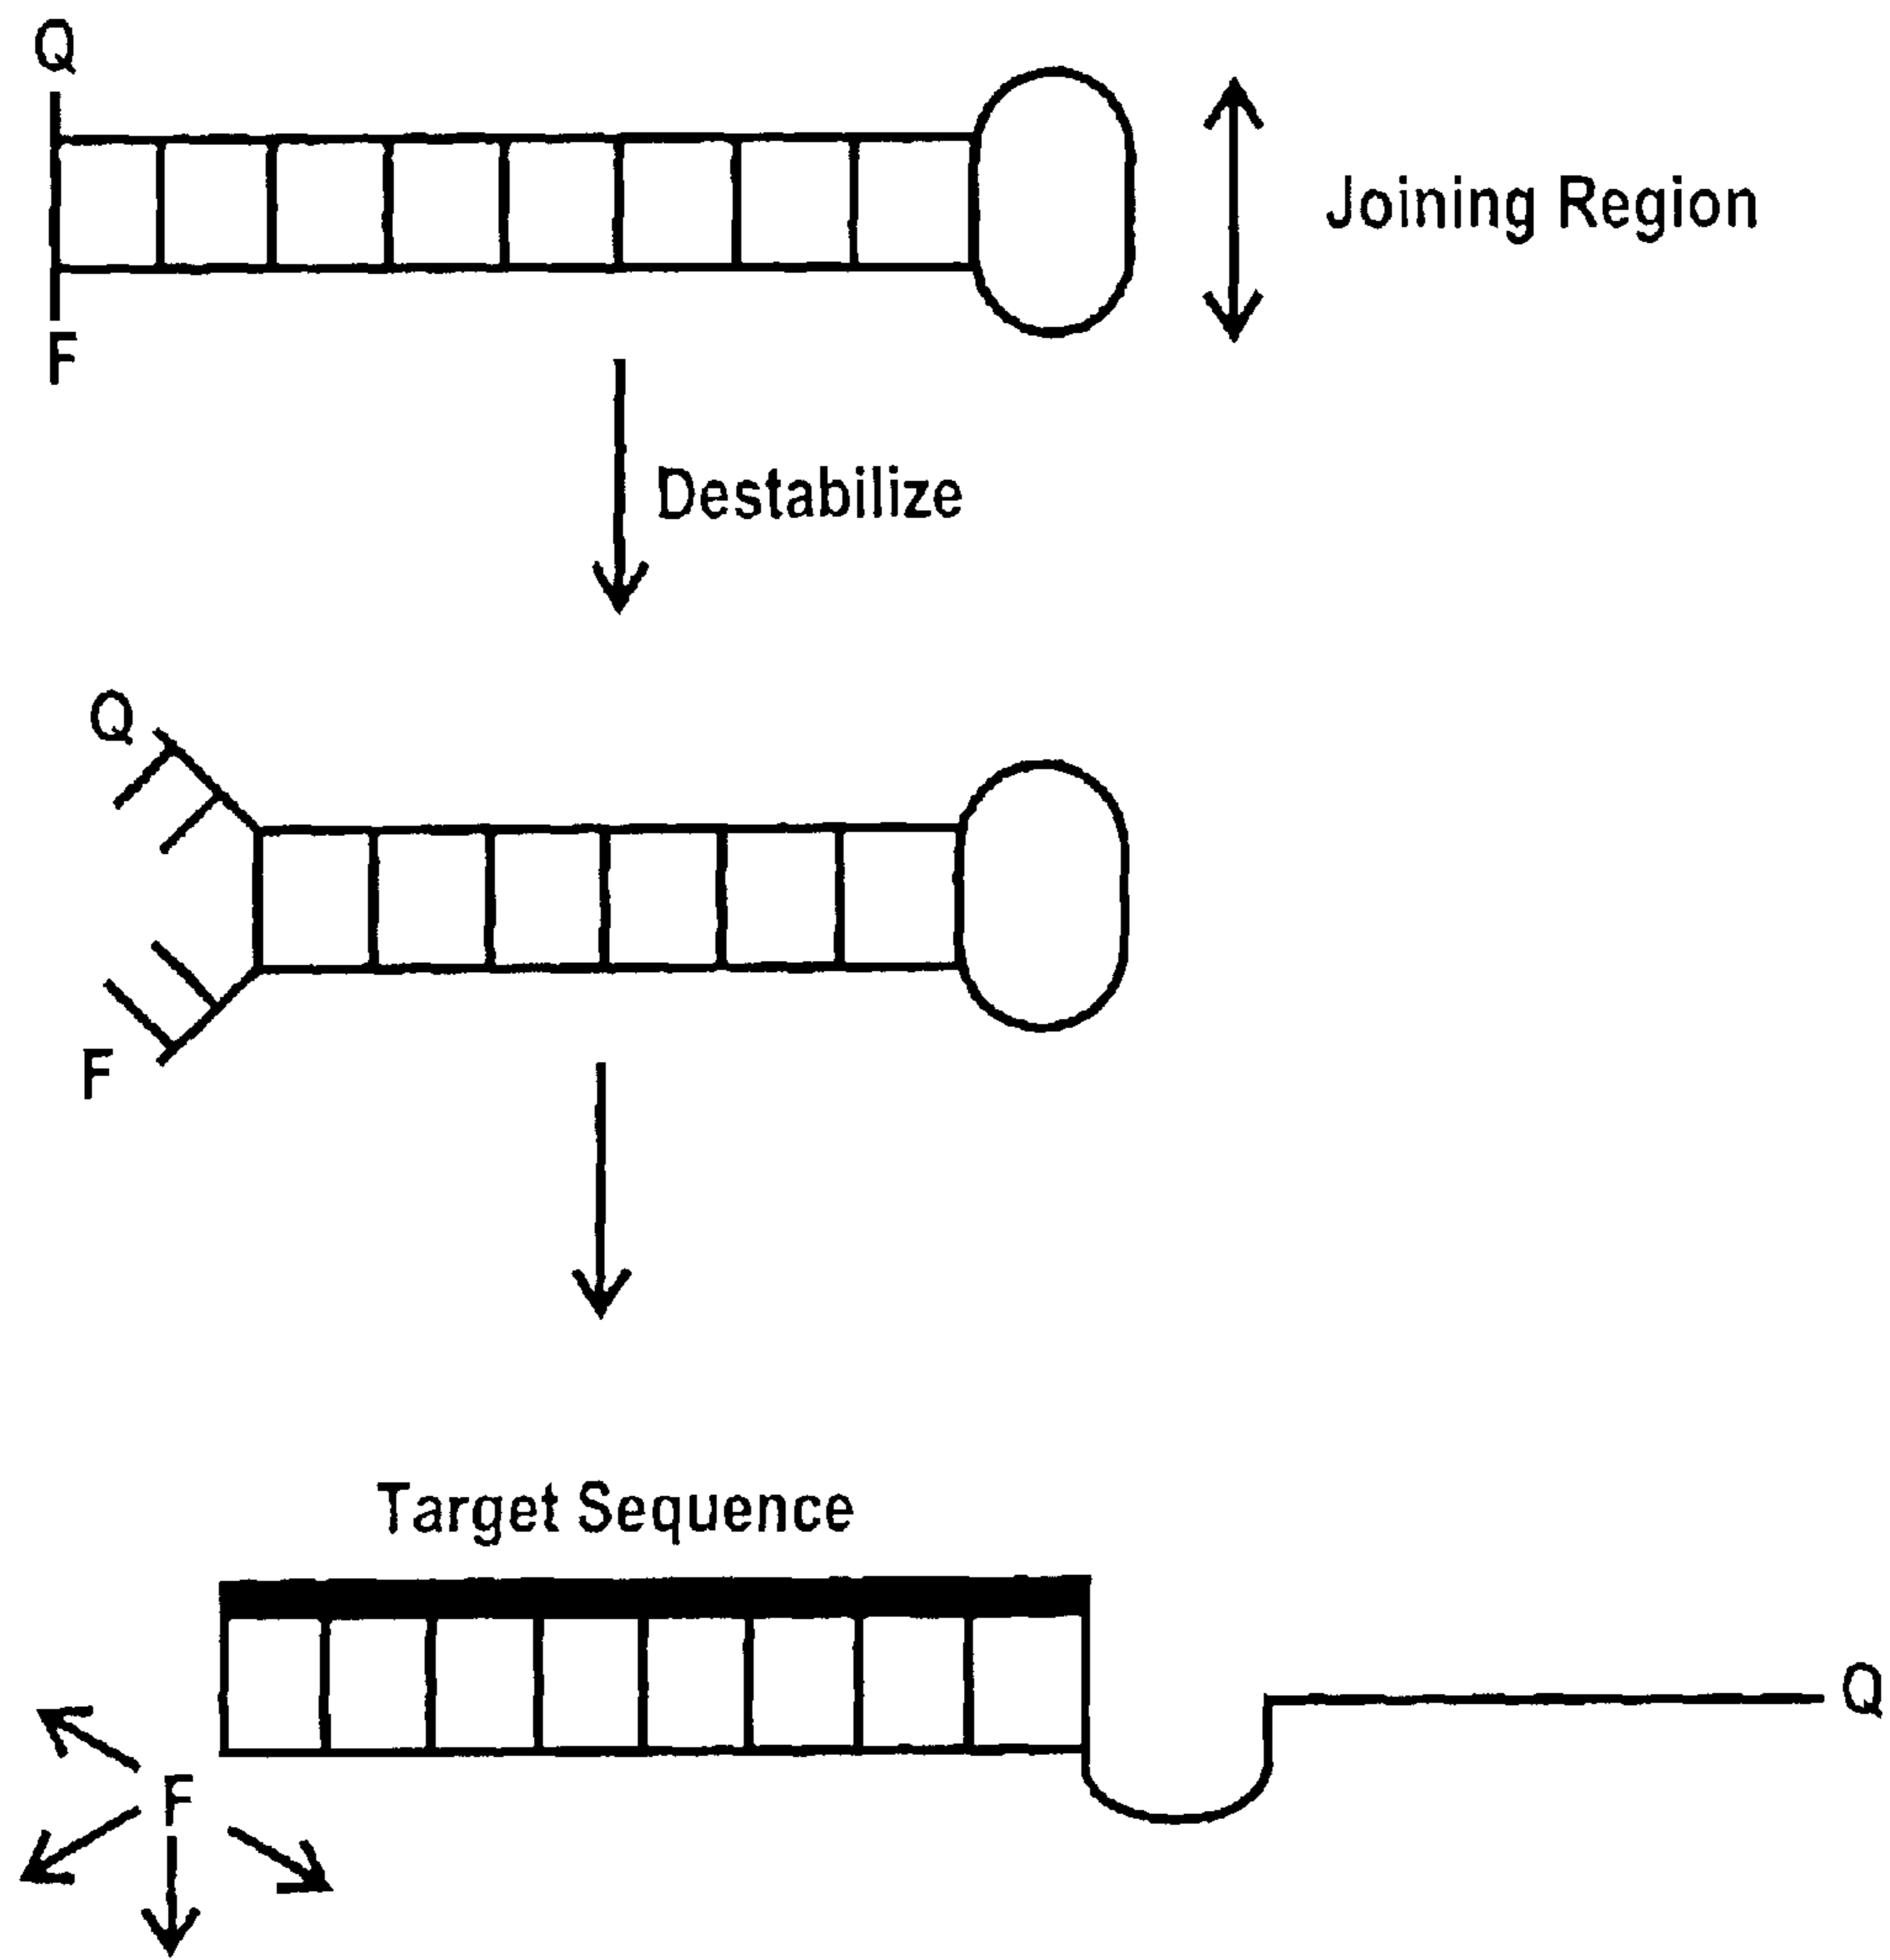 Q
Joining Region
F
Destabilize
Q
F
Target Sequence
Q
F